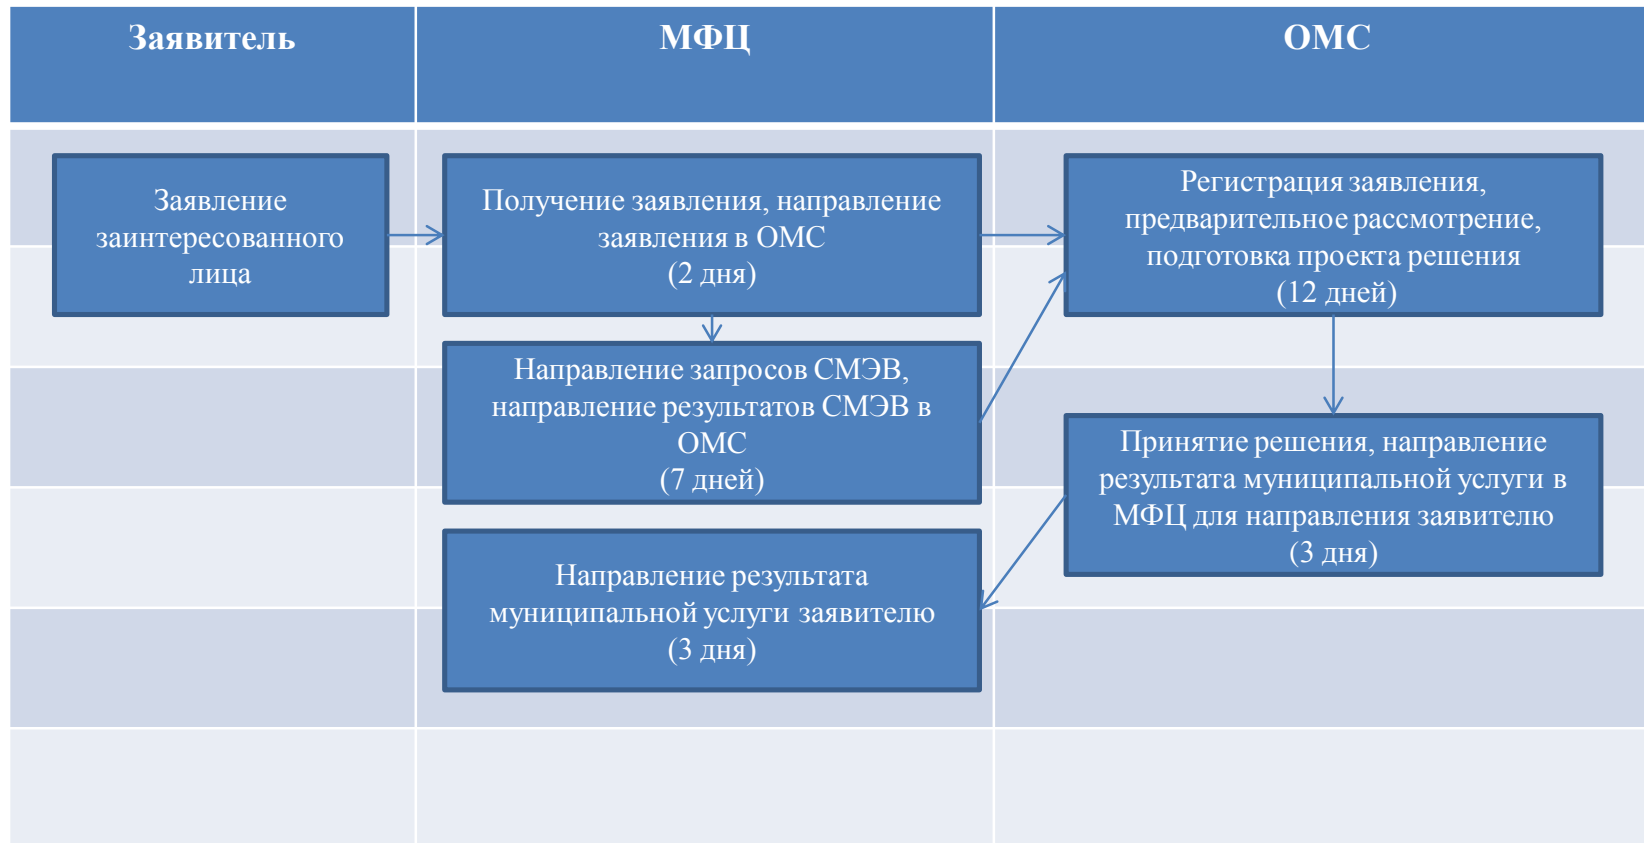 Заявитель
МФЦ
ОМС
Заявление
заинтересованного
лица
Получение заявления, направление
заявления в ОМС
(2 дня)
Регистрация заявления,
предварительное рассмотрение,
подготовка проекта решения
(12 дней)
Направление запросов СМЭВ,
направление результатов СМЭВ в
ОМС
(7 дней)
Принятие решения, направление
результата муниципальной услуги в
МФЦ для направления заявителю
(3 дня)
Направление результата
муниципальной услуги заявителю
(3 дня)